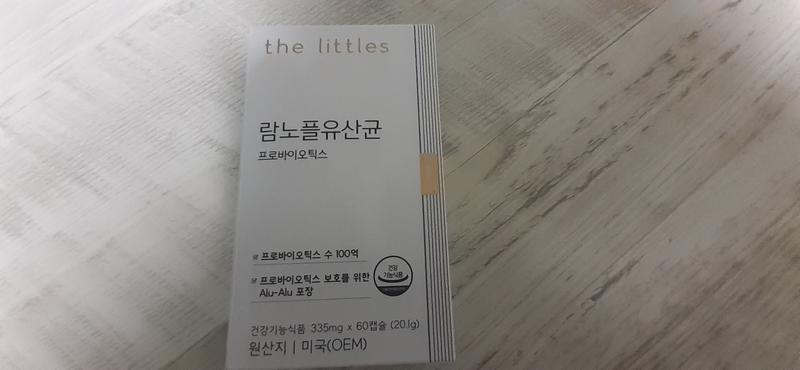 the littles
람노플유산균
프로바이오틱스
프로바이오틱스 수 100억
프로바이오틱스 보호를 위한
Alu-Alu 포장
건강
기능식품
건강기능식품 335mg x 60캡슐 (20.1g)
원산지 | 미국(OEM)